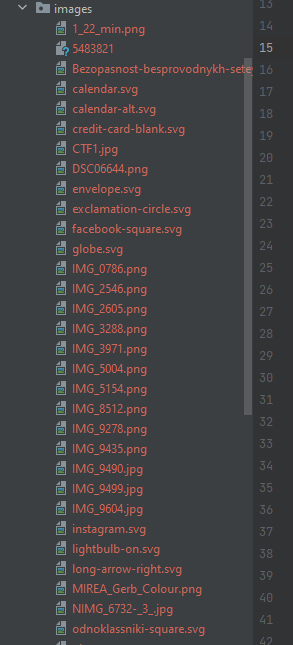 images
1_22_min.png
5483821
Bezopasnost-besprovodnykh-sete
calendar.svg
calendar-alt.svg
credit-card-blank.svg
CTF1.jpg
DSC06644.png
envelope.svg
exclamation-circle.svg
facebook-square.svg
globe.svg
IMG_0786.png
IMG_2546.png
IMG_2605.png
IMG_3288.png
IMG_3971.png
IMG_5004.png
IMG_5154.png
IMG_8512.png
IMG_9278.png
IMG_9435.png
IMG_9490.jpg
IMG_9499.jpg
IMG_9604.jpg
instagram.svg
lightbulb-on.svg
long-arrow-right.svg
MIREA_Gerb_Colour.png
NIMG_6732-_3_.jpg
odnoklassniki-square.svg
13
14
15
16
17
18
19
20
21
22
23
24
25
26
27
28
29
30
31
32
33
34
35
36
37
38
39
40
41
42